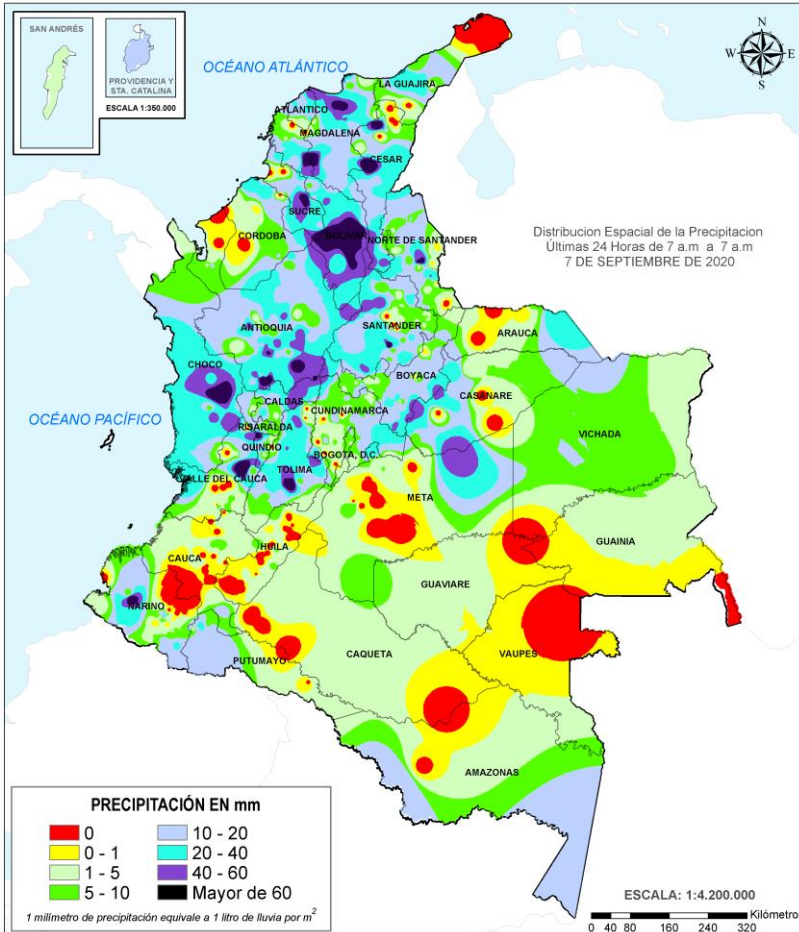 SAN ANDRÉS
PROVIDENCIA Y
STA. CATALINA
ESCALA 1:350.000
N
W
E
S
OCÉANO ATLÁNTICO
LA GUAJIRA
ATLANTICO
MAGDALENA
CESAR
SUCRE
CORDOBA
BOLIVAR
NORTE DE SANTANDER
Distribucion Espacial de la Precipitacion
Últimas 24 Horas de 7 a.m a 7 a.m
7 DE SEPTIEMBRE DE 2020
ANTIOQUIA
SANTANDER
ARAUCA
CHOCO
BOYACA
CALDAS
CASANARE
OCÉANO PACÍFICO
CUNDINAMARCA
RISARALDA
VICHADA
QUINDIO
BOGOTA, D.C.
TOLIMA
VALLE DEL CAUCA
META
GUAINIA
HUILA
CAUCA
GUAVIARE
NARINO
CAQUETA
VAUPES
PUTUMAYO
AMAZONAS
PRECIPITACIÓN EN mm
0
10 - 20
0 - 1
20 - 40
1 - 5
40 - 60
5 - 10
Mayor de 60
1 milímetro de precipitación equivale a 1 litro de lluvia por m²
ESCALA: 1:4.200.000
Kilómetro
0 40 80 160 240 320